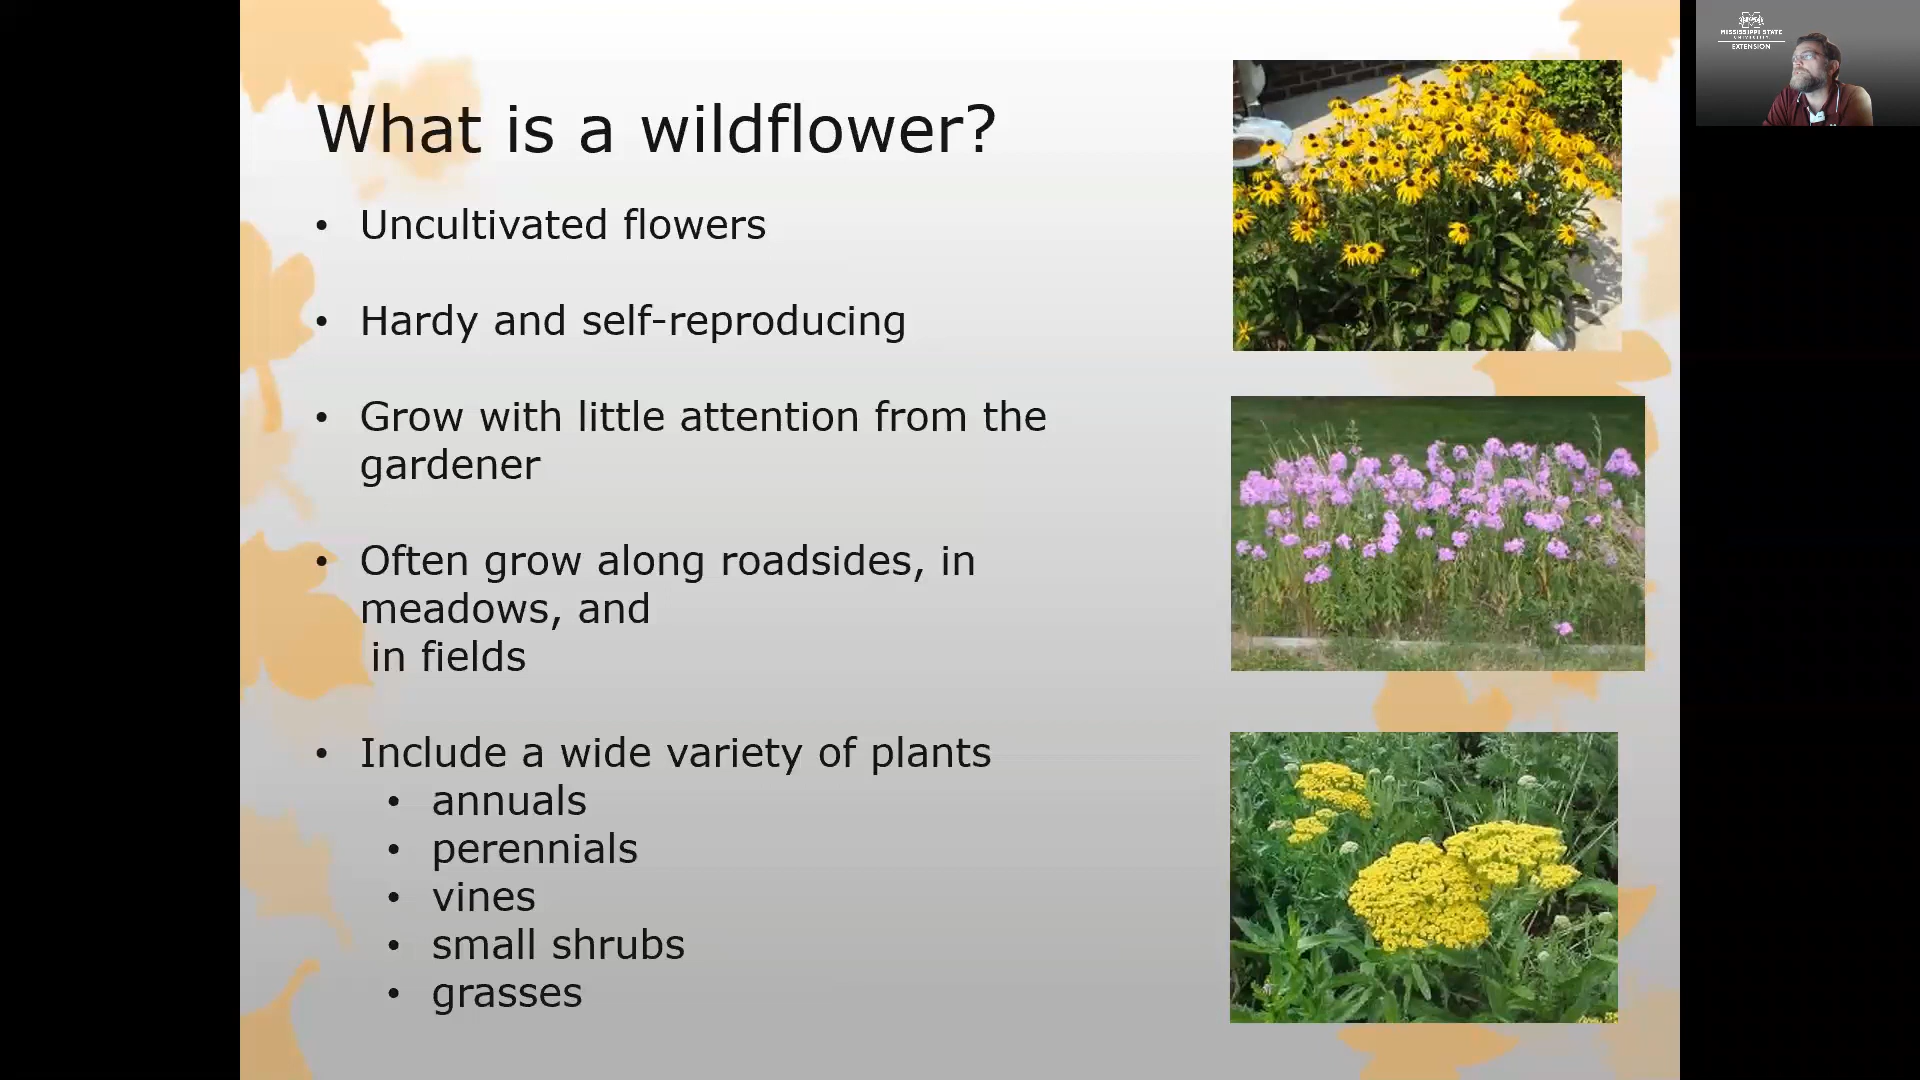 What is a wildflower?
• Uncultivated flowers
• Hardy and self-reproducing
• Grow with little attention from the
gardener
• Often grow along roadsides, in
meadows, and
in fields
• Include a wide variety of plants
• annuals
• perennials
• vines
• small shrubs
• grasses
MISSISSIPPI STATE
UNIVERSITY
EXTENSION